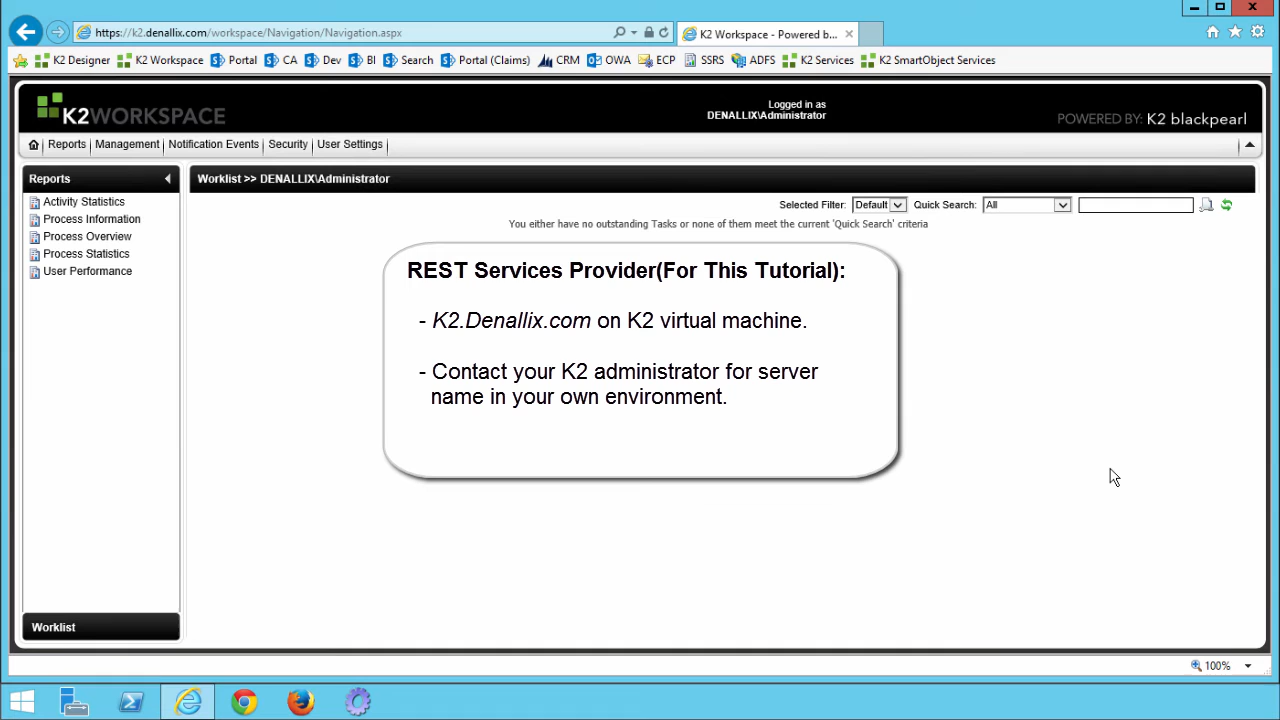 https://k2.denallix.com/workspace/Navigation/Navigation.aspx
K2 Workspace - Powered b...
K2 Designer K2 Workspace Portal CA Dev BI Search Portal (Claims) CRM OWA ECP SSRS ADFS K2 Services K2 SmartObject Services
K2WORKSPACE
Logged in as
DENALLIX\Administrator
POWERED BY: K2 blackpearl
Reports Management Notification Events Security User Settings
Reports
Worklist >> DENALLIX\Administrator
Activity Statistics
Process Information
Process Overview
Process Statistics
User Performance
Selected Filter: Default Quick Search: All
You either have no outstanding Tasks or none of them meet the current 'Quick Search' criteria
REST Services Provider(For This Tutorial):
- K2.Denallix.com on K2 virtual machine.
- Contact your K2 administrator for server
name in your own environment.
Worklist
100%